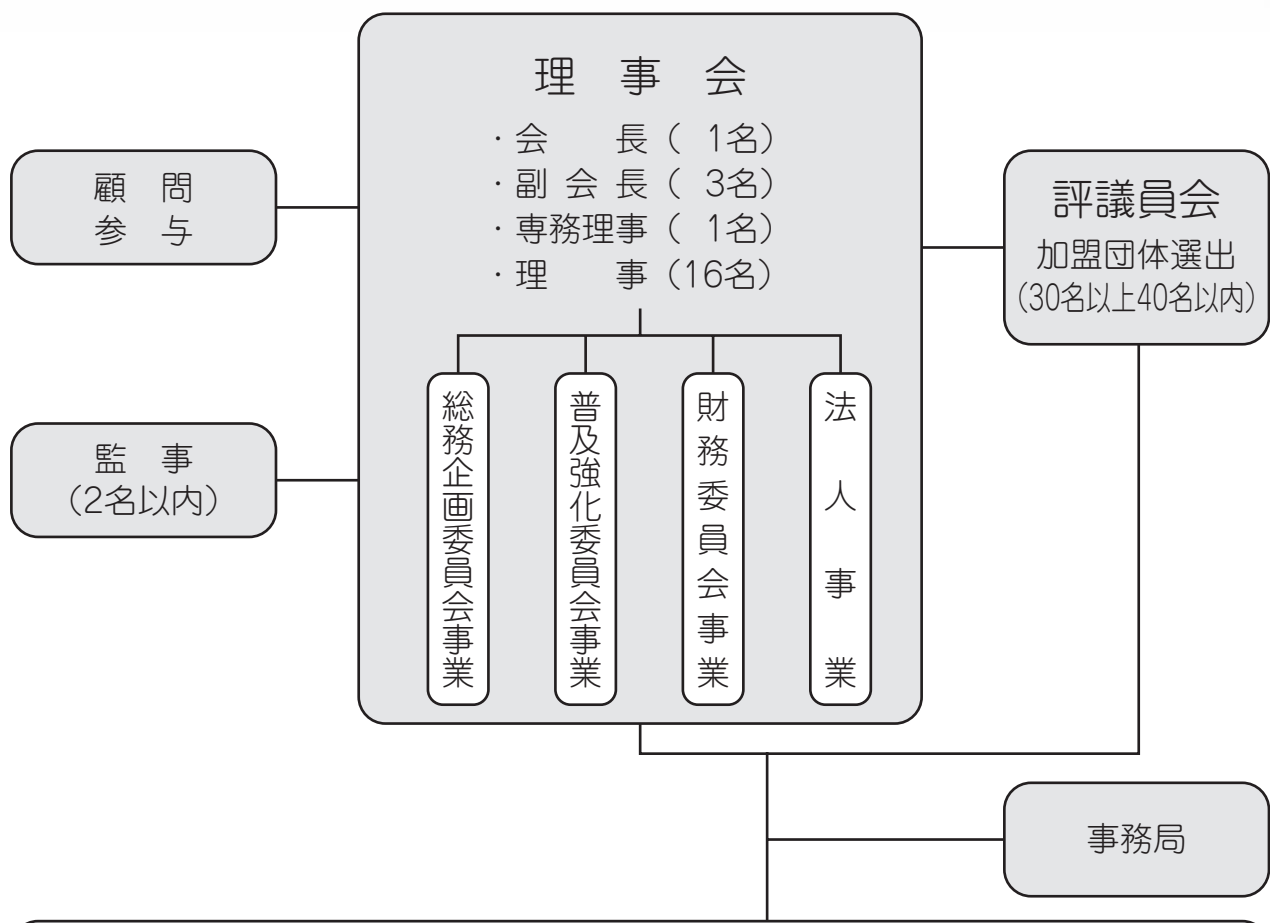 理事会
・会長( 1名)
・副会長( 3名)
・専務理事( 1名)
・理事(16名)
顧問
参与
評議員会
加盟団体選出
(30名以上40名以内)
監事
(2名以内)
総務企画委員会事業
普及強化委員会事業
財務委員会事業
法人事業
事務局